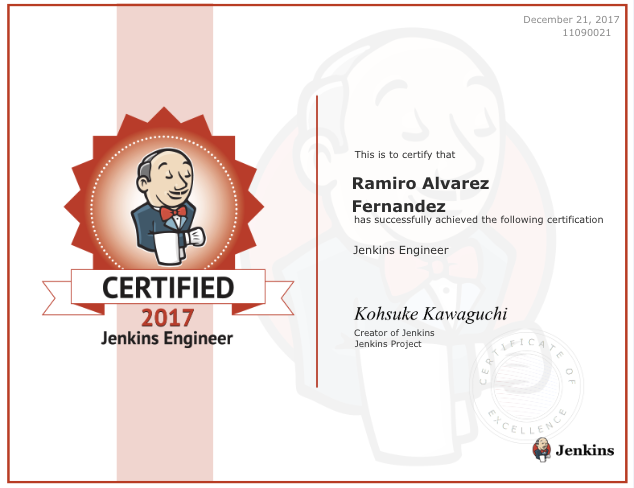 December 21, 2017
11090021
This is to certify that
Ramiro Alvarez
Fernandez
has successfully achieved the following certification
Jenkins Engineer
CERTIFIED
2017
Jenkins Engineer
Kohsuke Kawaguchi
Creator of Jenkins
Jenkins Project
CERTIFICATE OF
EXCELLENCE
Jenkins